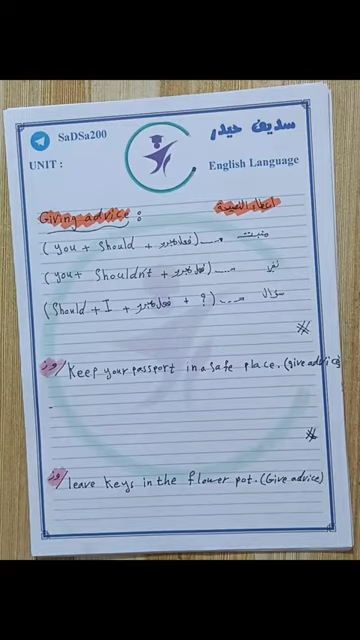 SaDSa200
سديف حيدر
UNIT :
English Language
Giving advice : اعطاء النصيحة
(you + Should + فعل مجرد) ... مثبت
(you + Shouldn't + فعل مجرد) ... نفي
(Should + I + فعل مجرد + ?) ... سؤال
وز/ Keep your passport in a safe place. (give advice)
وز/ leave keys in the flower pot. (Give advice)